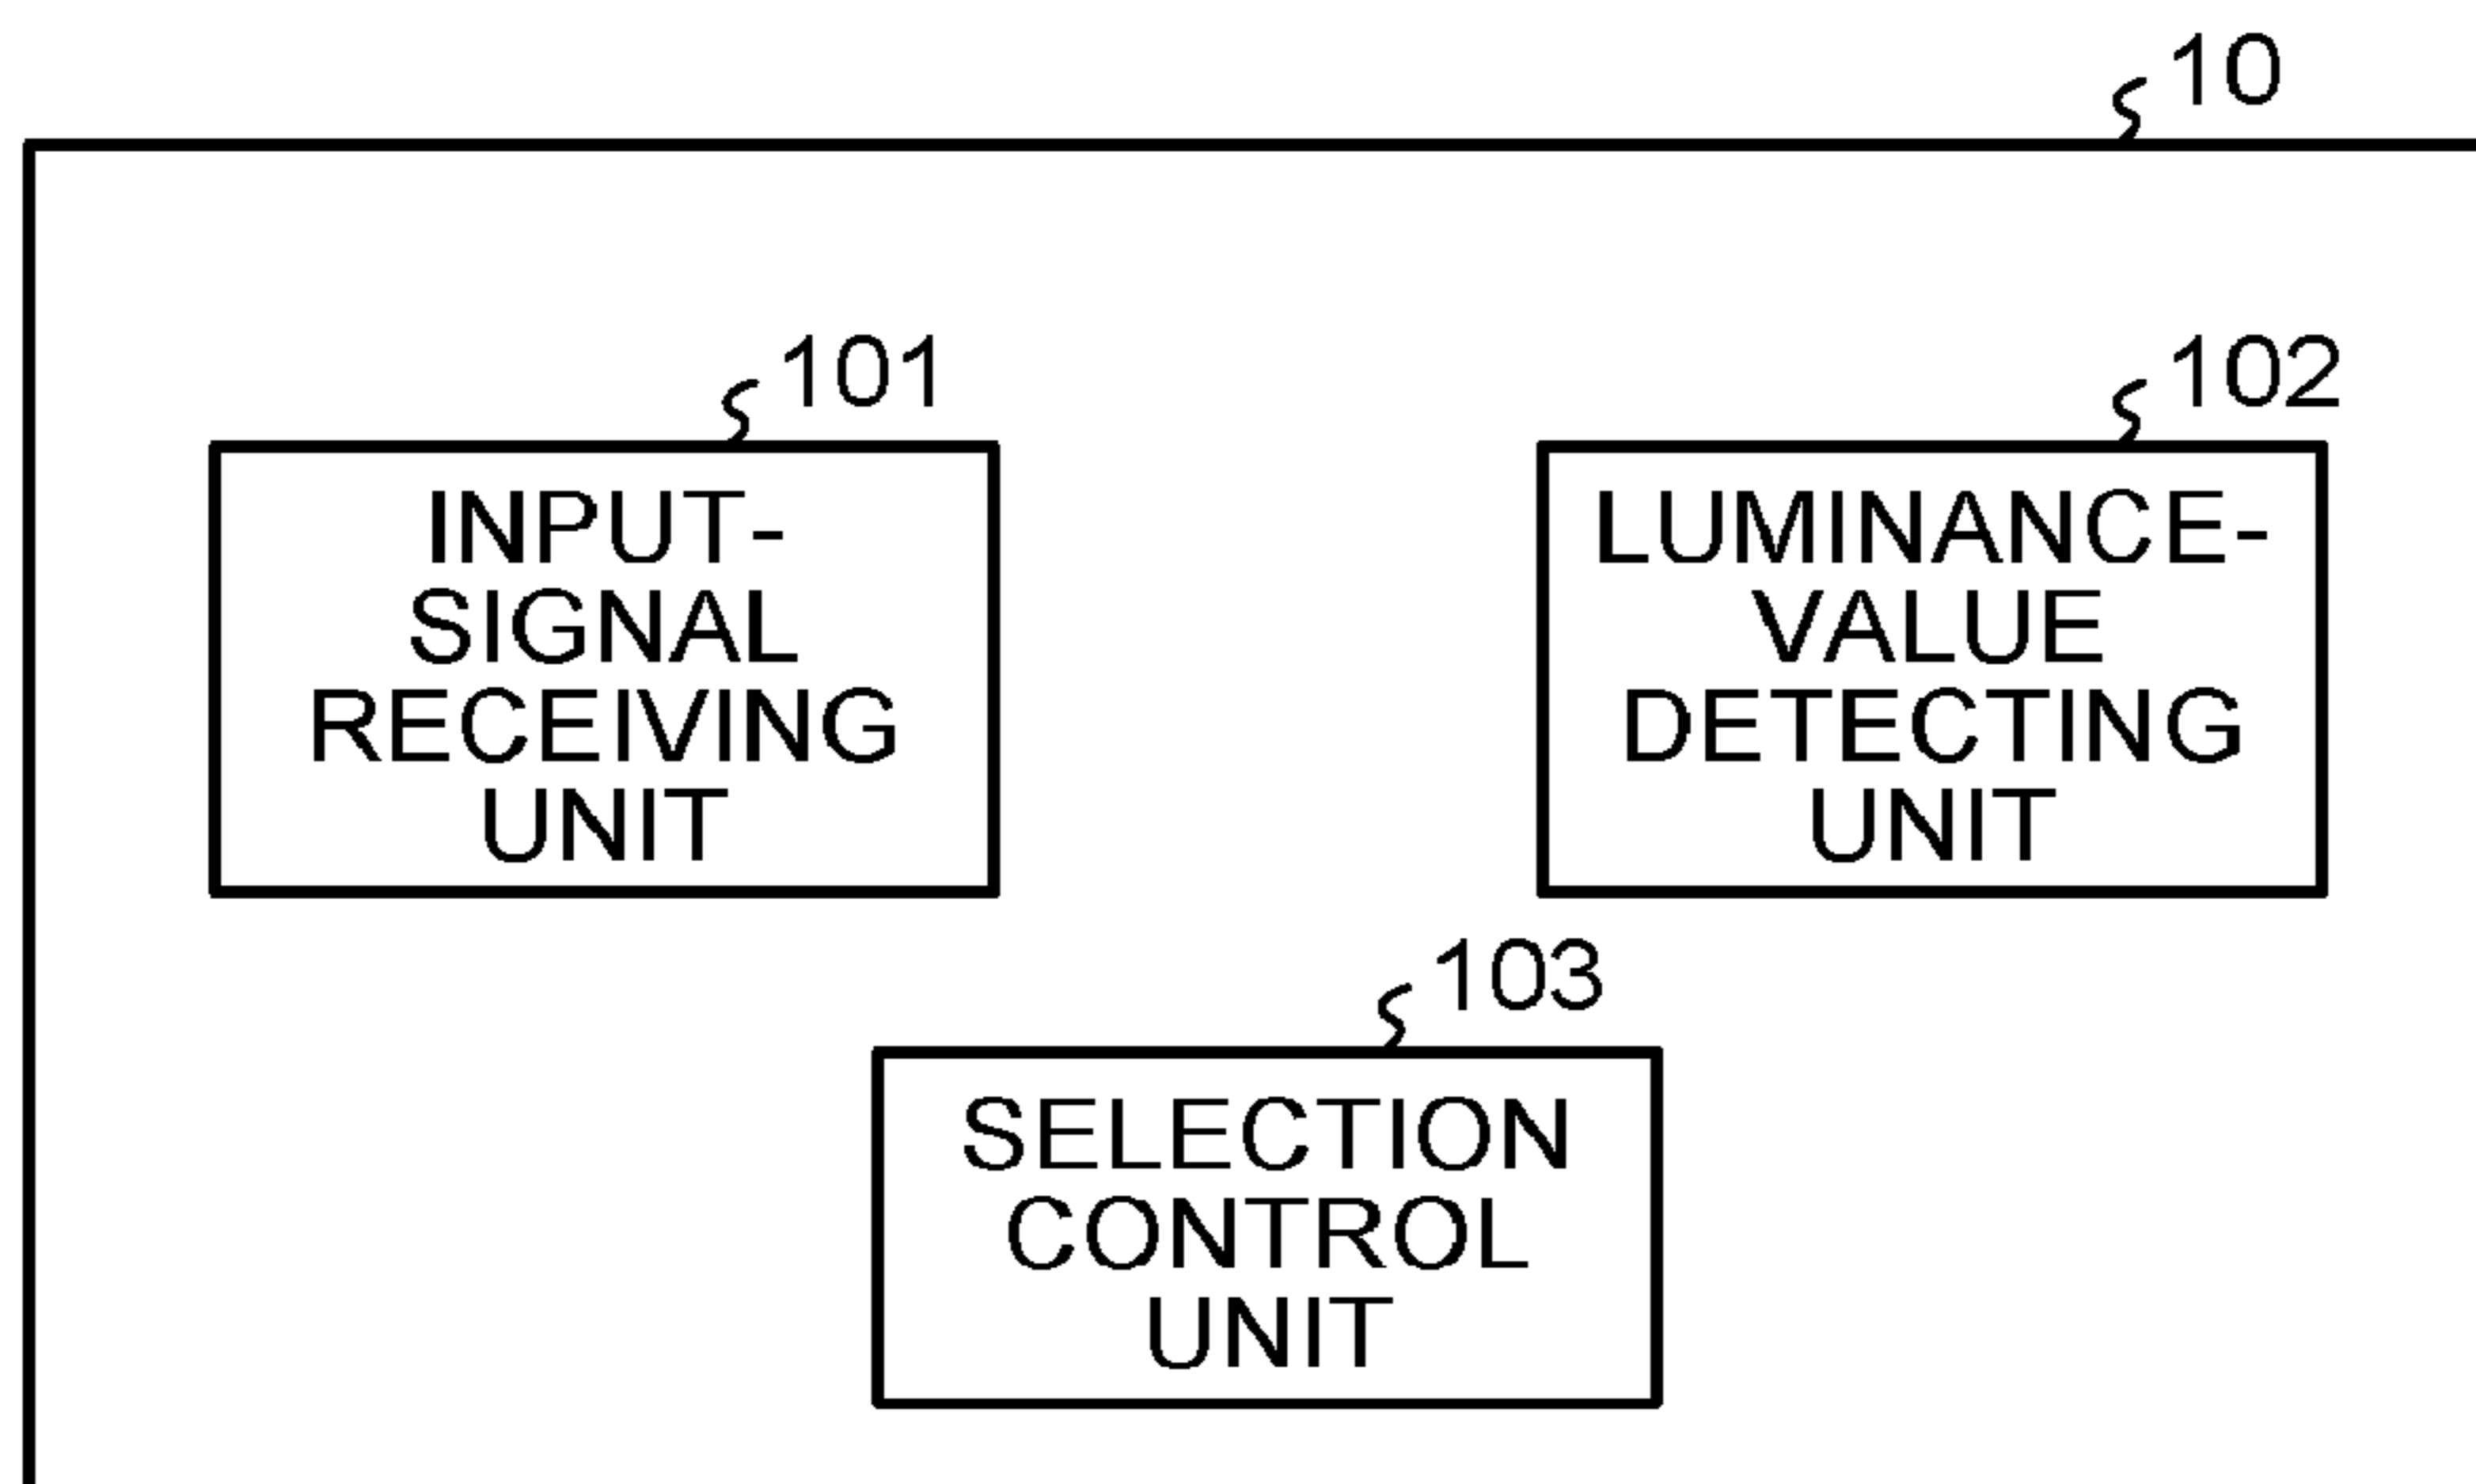 10
101
INPUT-
SIGNAL
RECEIVING
UNIT
102
LUMINANCE-
VALUE
DETECTING
UNIT
103
SELECTION
CONTROL
UNIT